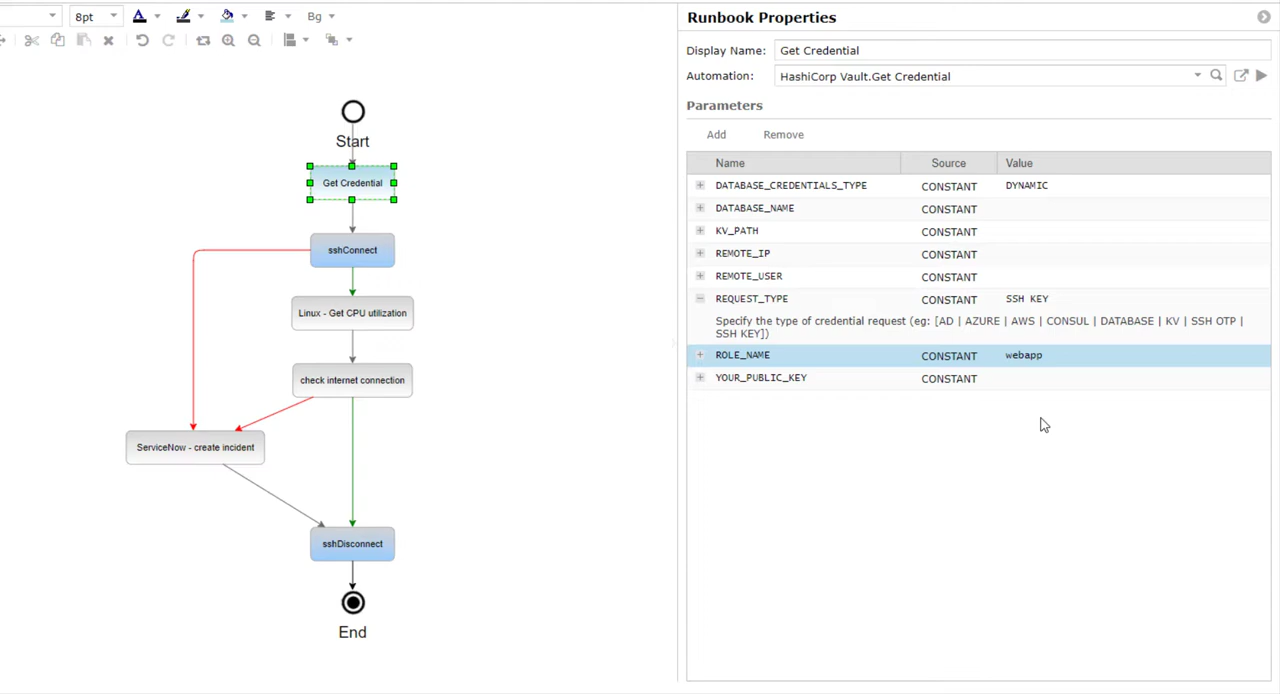 8pt
Bg
Start
Get Credential
sshConnect
Linux - Get CPU utilization
check internet connection
ServiceNow - create incident
sshDisconnect
End
Runbook Properties
Display Name: Get Credential
Automation: HashiCorp Vault.Get Credential
Parameters
Add Remove
Name Source Value
DATABASE_CREDENTIALS_TYPE CONSTANT DYNAMIC
DATABASE_NAME CONSTANT
KV_PATH CONSTANT
REMOTE_IP CONSTANT
REMOTE_USER CONSTANT
REQUEST_TYPE CONSTANT SSH KEY
Specify the type of credential request (eg: [AD | AZURE | AWS | CONSUL | DATABASE | KV | SSH OTP |
SSH KEY])
ROLE_NAME CONSTANT webapp
YOUR_PUBLIC_KEY CONSTANT